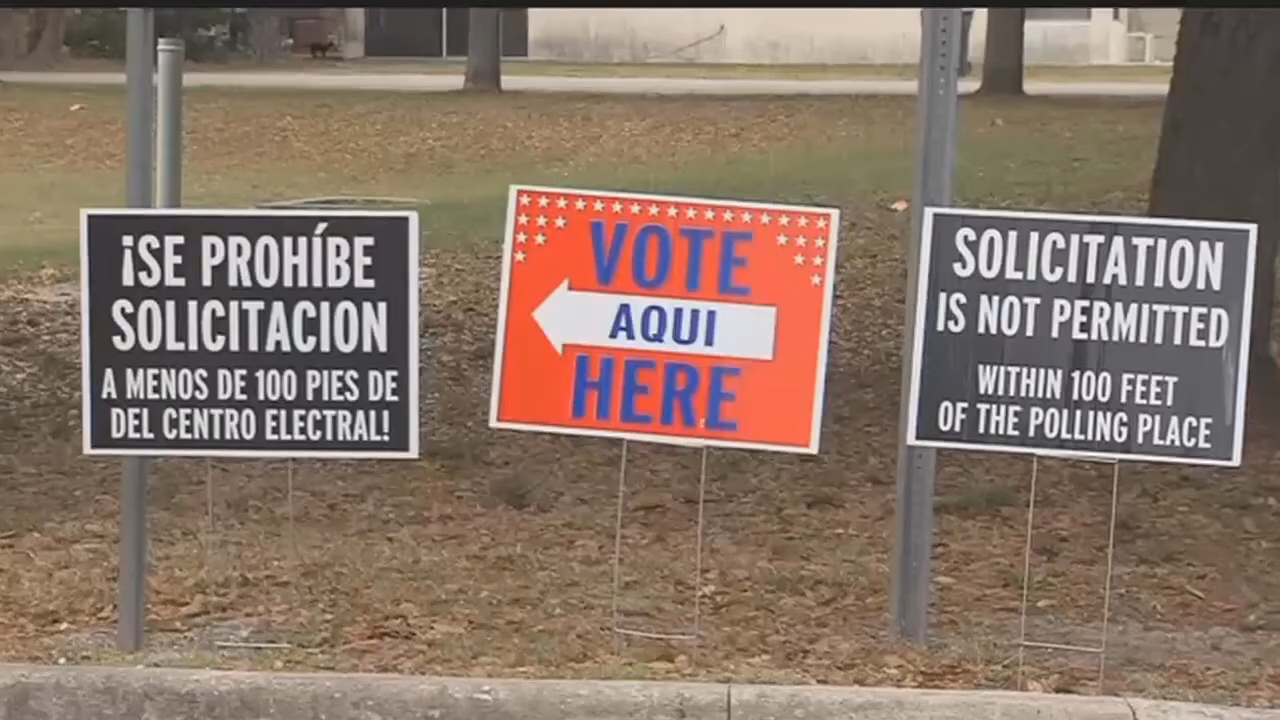 ¡SE PROHÍBE
SOLICITACION
A MENOS DE 100 PIES DE
DEL CENTRO ELECTRAL!
VOTE
AQUI
HERE
SOLICITATION
IS NOT PERMITTED
WITHIN 100 FEET
OF THE POLLING PLACE